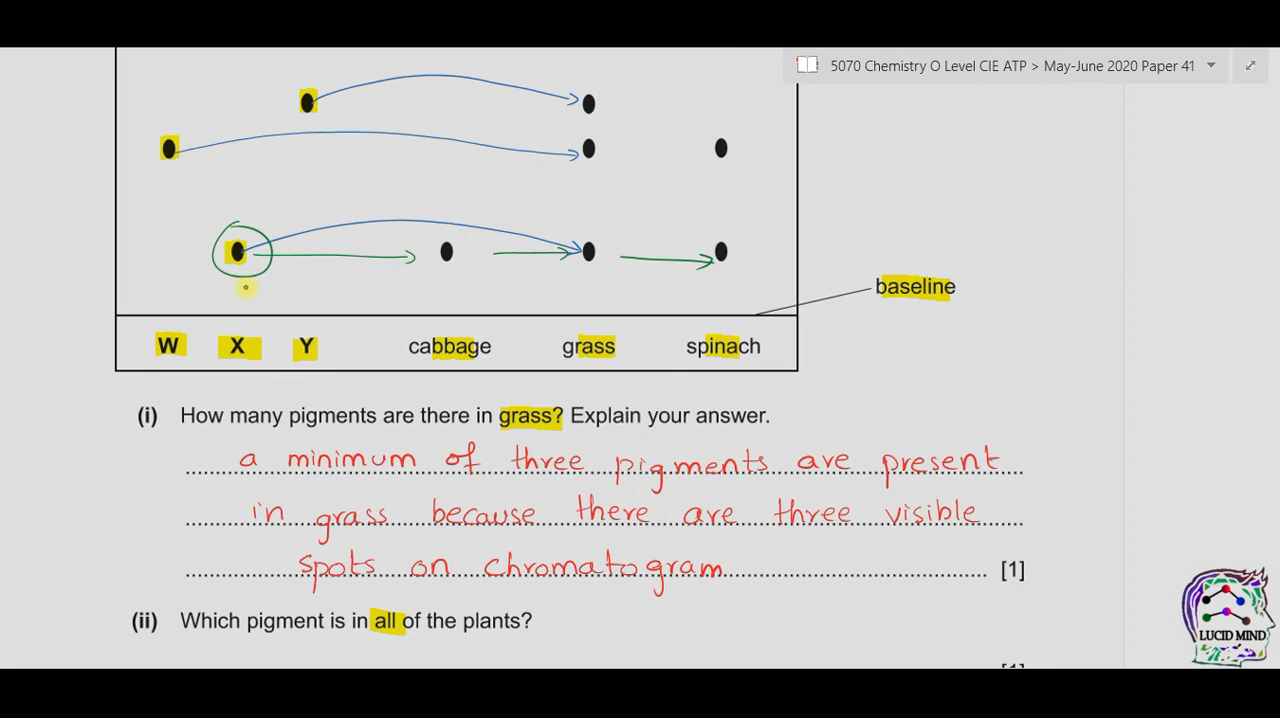 5070 Chemistry O Level CIE ATP > May-June 2020 Paper 41
baseline
W X Y cabbage grass spinach
(i) How many pigments are there in grass? Explain your answer.
a minimum of three pigments are present
in grass because there are three visible
spots on chromatogram [1]
(ii) Which pigment is in all of the plants?
LUCID MIND